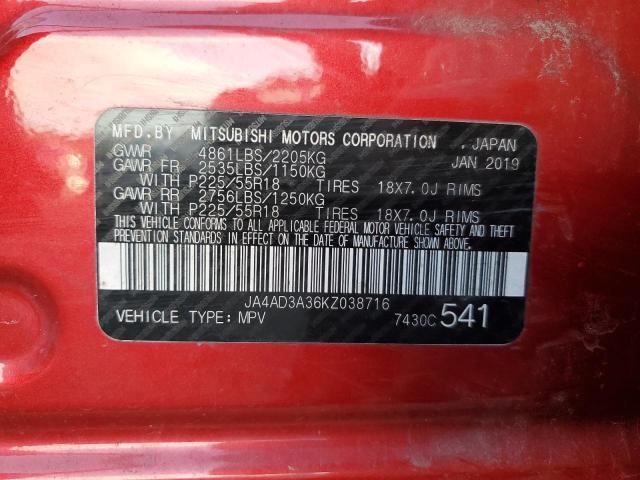 MFD.BY MITSUBISHI MOTORS CORPORATION , JAPAN
GVWR 4861LBS/2205KG JAN 2019
GAWR FR 2535LBS/1150KG
WITH P225/55R18 TIRES 18X7.0J RIMS
GAWR RR 2756LBS/1250KG
WITH P225/55R18 TIRES 18X7.0J RIMS
THIS VEHICLE CONFORMS TO ALL APPLICABLE FEDERAL MOTOR VEHICLE SAFETY AND THEFT
PREVENTION STANDARDS IN EFFECT ON THE DATE OF MANUFACTURE SHOWN ABOVE.
JA4AD3A36KZ038716
VEHICLE TYPE: MPV 7430C 541